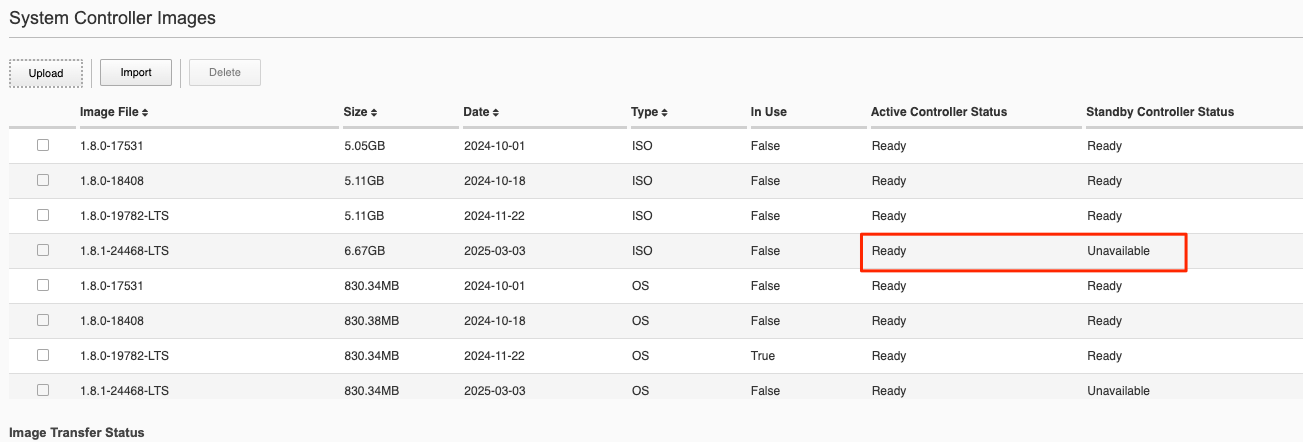 System Controller Images
Upload Import Delete
Image File Size Date Type In Use Active Controller Status Standby Controller Status
1.8.0-17531 5.05GB 2024-10-01 ISO False Ready Ready
1.8.0-18408 5.11GB 2024-10-18 ISO False Ready Ready
1.8.0-19782-LTS 5.11GB 2024-11-22 ISO False Ready Ready
1.8.1-24468-LTS 6.67GB 2025-03-03 ISO False Ready Unavailable
1.8.0-17531 830.34MB 2024-10-01 OS False Ready Ready
1.8.0-18408 830.38MB 2024-10-18 OS False Ready Ready
1.8.0-19782-LTS 830.34MB 2024-11-22 OS True Ready Ready
1.8.1-24468-LTS 830.34MB 2025-03-03 OS False Ready Unavailable
Image Transfer Status